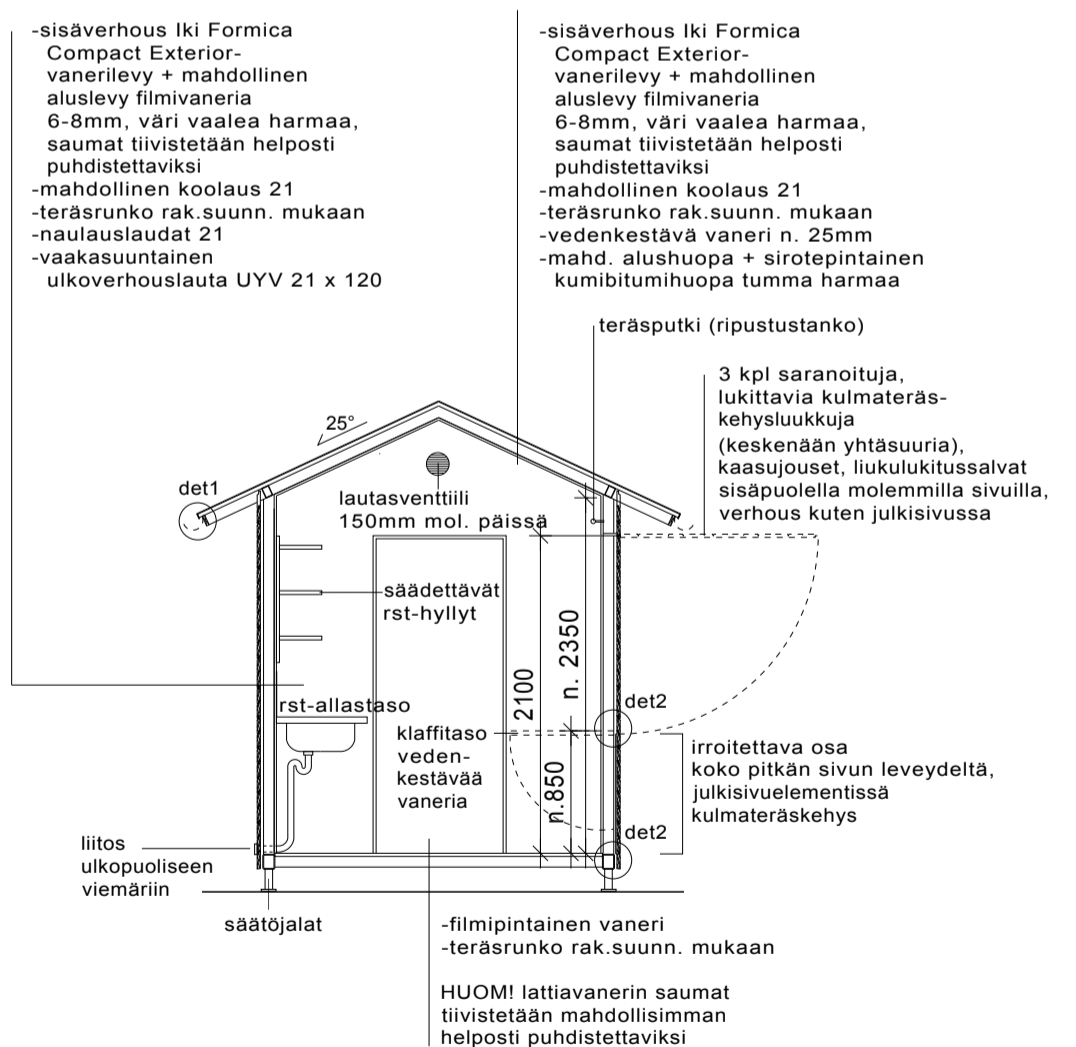 -sisäverhous Iki Formica
Compact Exterior-
vanerilevy + mahdollinen
aluslevy filmivaneria
6-8mm, väri vaalea harmaa,
saumat tiivistetään helposti
puhdistettaviksi
-mahdollinen koolaus 21
-teräsrunko rak.suunn. mukaan
-naulauslaudat 21
-vaakasuuntainen
ulkoverhouslauta UYV 21 x 120
-sisäverhous Iki Formica
Compact Exterior-
vanerilevy + mahdollinen
aluslevy filmivaneria
6-8mm, väri vaalea harmaa,
saumat tiivistetään helposti
puhdistettaviksi
-mahdollinen koolaus 21
-teräsrunko rak.suunn. mukaan
-vedenkestävä vaneri n. 25mm
-mahd. alushuopa + sirotepintainen
kumibitumihuopa tumma harmaa
teräsputki (ripustustanko)
3 kpl saranoituja,
lukittavia kulmateräs-
kehysluukkuja
(keskenään yhtäsuuria),
kaasujouset, liukulukitussalvat
sisäpuolella molemmilla sivuilla,
verhous kuten julkisivussa
25°
det1
lautasventtiili
150mm mol. päissä
säädettävät
rst-hyllyt
n. 2350
2100
rst-allastaso
det2
klaffitaso
veden-
kestävää
vaneria
n.850
irroitettava osa
koko pitkän sivun leveydeltä,
julkisivuelementissä
kulmateräskehys
det2
liitos
ulkopuoliseen
viemäriin
säätöjalat
-filmipintainen vaneri
-teräsrunko rak.suunn. mukaan
HUOM! lattiavanerin saumat
tiivistetään mahdollisimman
helposti puhdistettaviksi